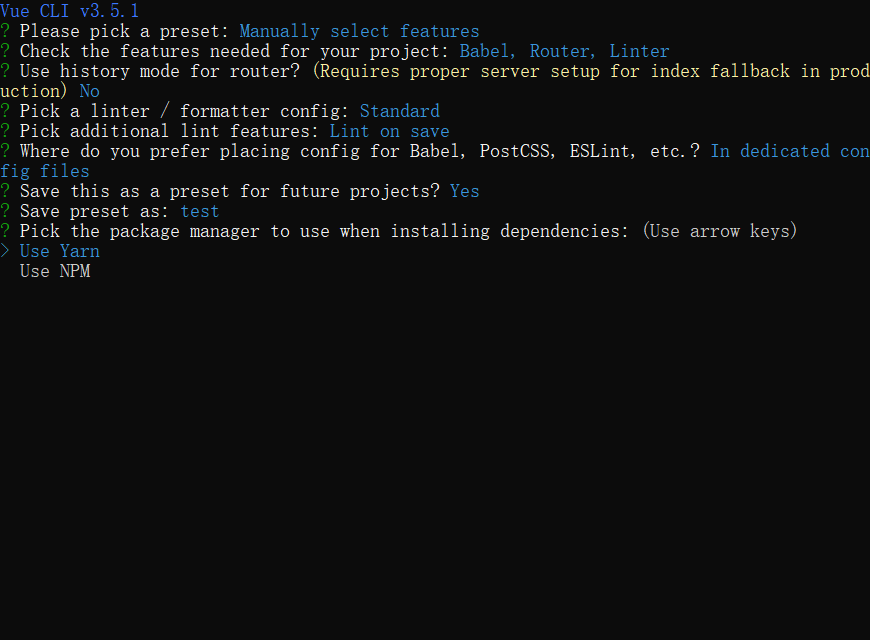 Vue CLI v3.5.1
? Please pick a preset: Manually select features
? Check the features needed for your project: Babel, Router, Linter
? Use history mode for router? (Requires proper server setup for index fallback in prod
uction) No
? Pick a linter / formatter config: Standard
? Pick additional lint features: Lint on save
? Where do you prefer placing config for Babel, PostCSS, ESLint, etc.? In dedicated con
fig files
? Save this as a preset for future projects? Yes
? Save preset as: test
? Pick the package manager to use when installing dependencies: (Use arrow keys)
> Use Yarn
  Use NPM